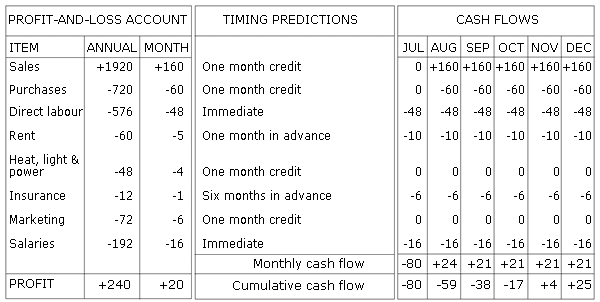 PROFIT-AND-LOSS ACCOUNT TIMING PREDICTIONS CASH FLOWS
ITEM ANNUAL MONTH JUL AUG SEP OCT NOV DEC
Sales +1920 +160 One month credit 0 +160 +160 +160 +160 +160
Purchases -720 -60 One month credit 0 -60 -60 -60 -60 -60
Direct labour -576 -48 Immediate -48 -48 -48 -48 -48 -48
Rent -60 -5 One month in advance -10 -10 -10 -10 -10 -10
Heat, light &
power -48 -4 One month credit 0 0 0 0 0 0
Insurance -12 -1 Six months in advance -6 -6 -6 -6 -6 -6
Marketing -72 -6 One month credit 0 0 0 0 0 0
Salaries -192 -16 Immediate -16 -16 -16 -16 -16 -16
Monthly cash flow -80 +24 +21 +21 +21 +21
PROFIT +240 +20 Cumulative cash flow -80 -59 -38 -17 +4 +25